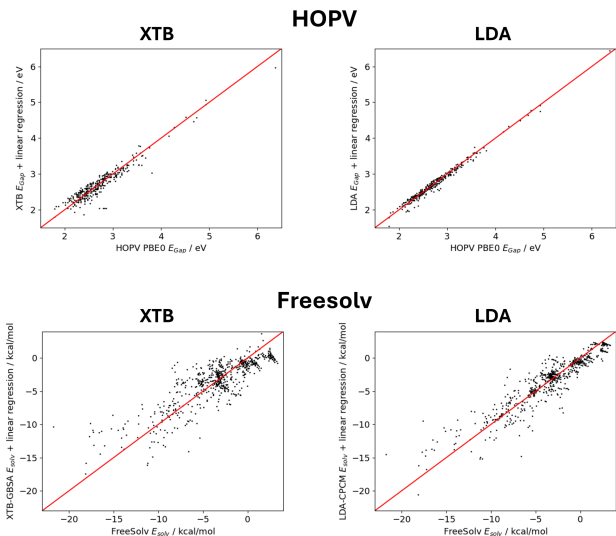 HOPV
XTB
LDA
XTB E_Gap + linear regression / eV
6
5
4
3
2
2 3 4 5 6
HOPV PBE0 E_Gap / eV
LDA E_Gap + linear regression / eV
6
5
4
3
2
2 3 4 5 6
HOPV PBE0 E_Gap / eV
Freesolv
XTB
LDA
XTB-GBSA E_solv + linear regression / kcal/mol
0
−5
−10
−15
−20
−20 −15 −10 −5 0
FreeSolv E_solv / kcal/mol
LDA-CPCM E_solv + linear regression / kcal/mol
0
−5
−10
−15
−20
−20 −15 −10 −5 0
FreeSolv E_solv / kcal/mol